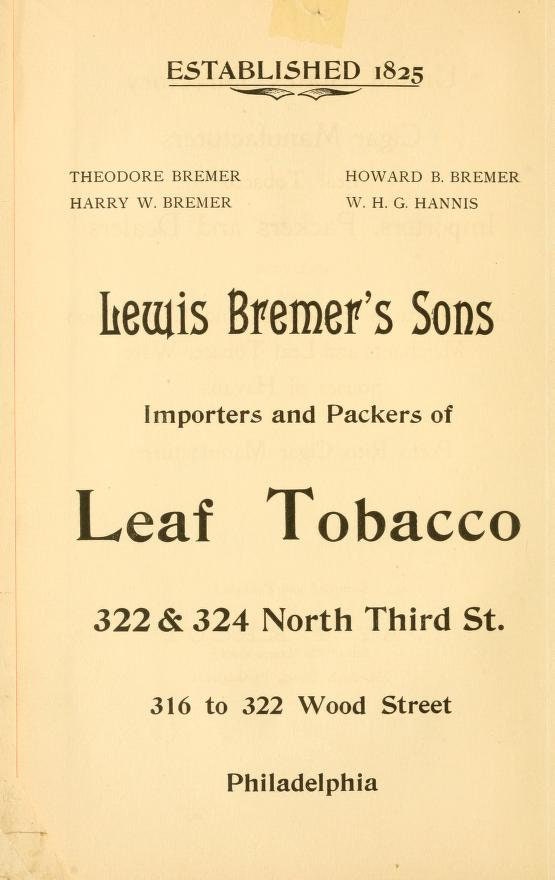 ESTABLISHED 1825
THEODORE BREMER HOWARD B. BREMER
HARRY W. BREMER W. H. G. HANNIS
Lewis Bremer's Sons
Importers and Packers of
Leaf Tobacco
322 & 324 North Third St.
316 to 322 Wood Street
Philadelphia